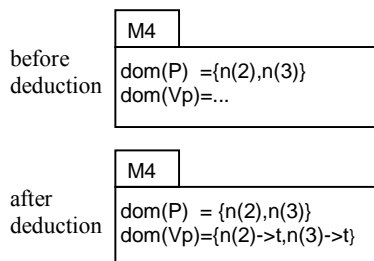 M4
before
deduction
dom(P) ={n(2),n(3)}
dom(Vp)=...
M4
after
deduction
dom(P) = {n(2),n(3)}
dom(Vp)={n(2)->t,n(3)->t}